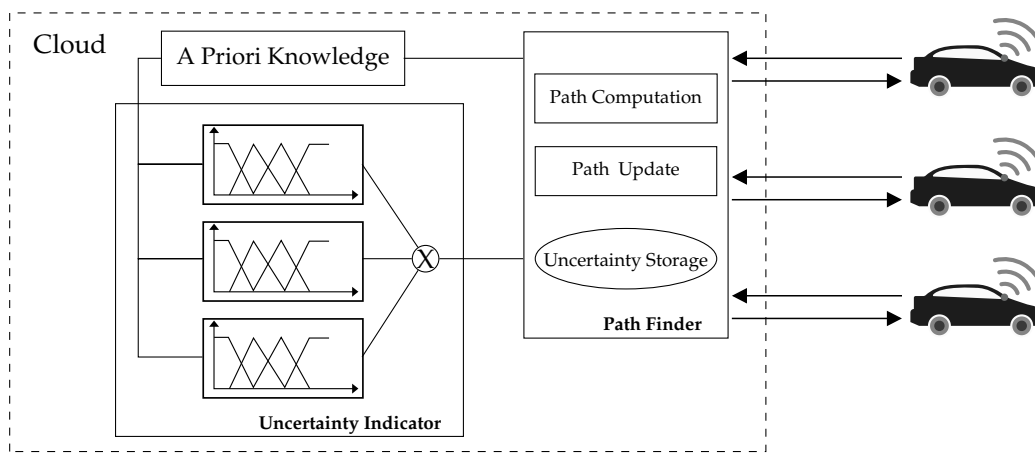 Cloud
A Priori Knowledge
Path Computation
Path Update
X
Uncertainty Storage
Path Finder
Uncertainty Indicator